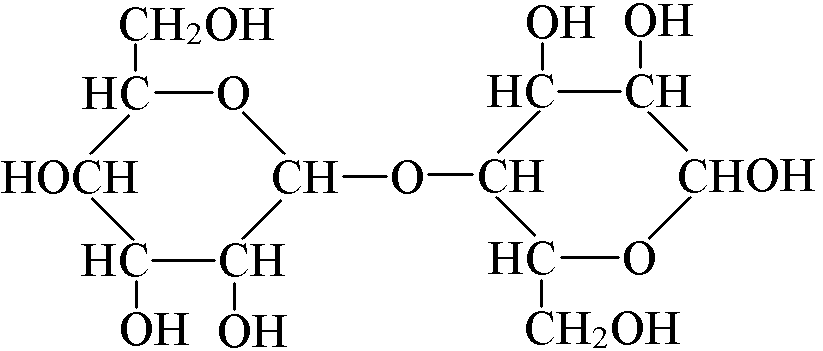 CH₂OH OH OH
HC O HC CH
HOCH CH O CH CHOH
HC CH HC O
OH OH CH₂OH